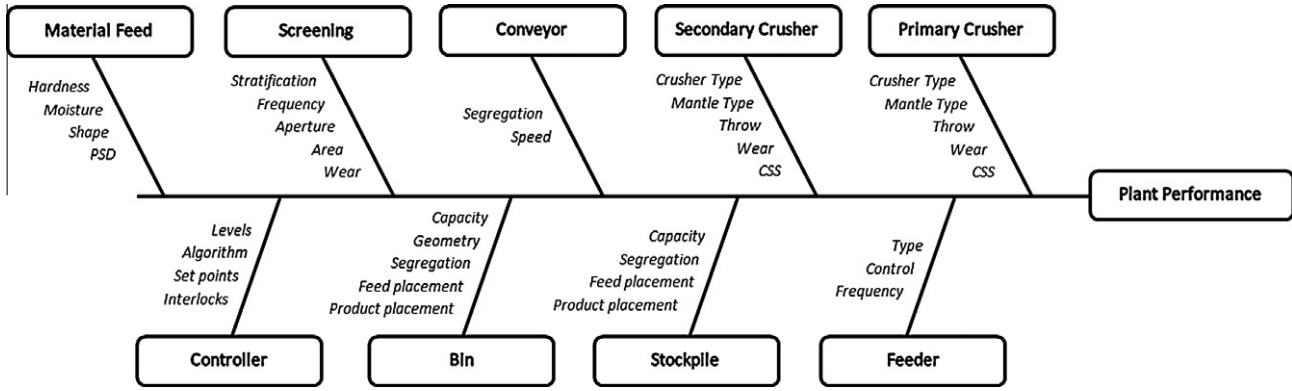 Material Feed
Screening
Conveyor
Secondary Crusher
Primary Crusher
Hardness
Moisture
Shape
PSD
Stratification
Frequency
Aperture
Area
Wear
Segregation
Speed
Crusher Type
Mantle Type
Throw
Wear
CSS
Crusher Type
Mantle Type
Throw
Wear
CSS
Plant Performance
Levels
Algorithm
Set points
Interlocks
Capacity
Geometry
Segregation
Feed placement
Product placement
Capacity
Segregation
Feed placement
Product placement
Type
Control
Frequency
Controller
Bin
Stockpile
Feeder